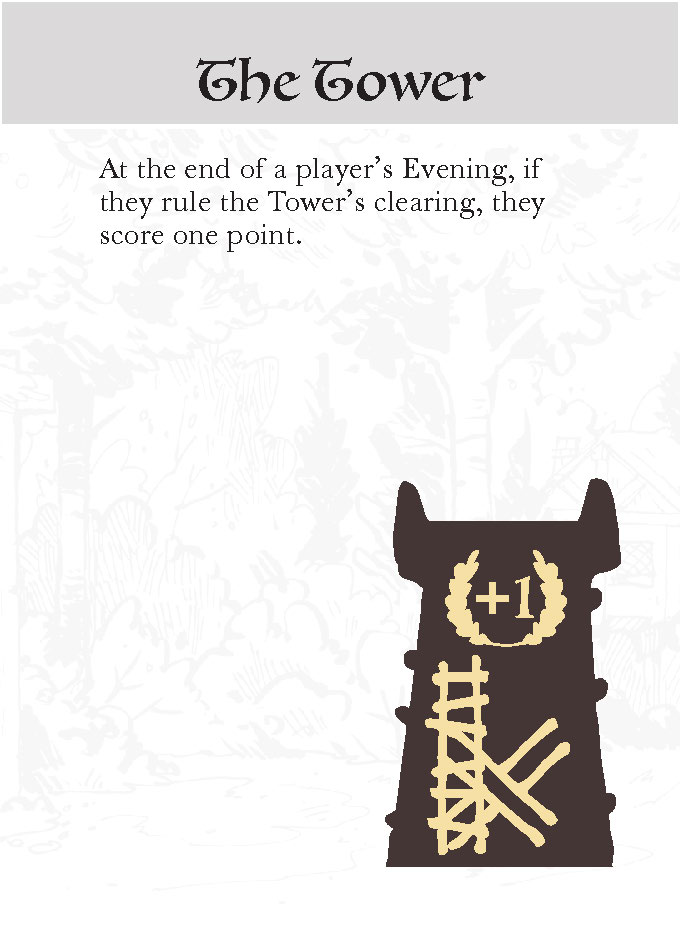 The Tower
At the end of a player’s Evening, if
they rule the Tower’s clearing, they
score one point.
+1